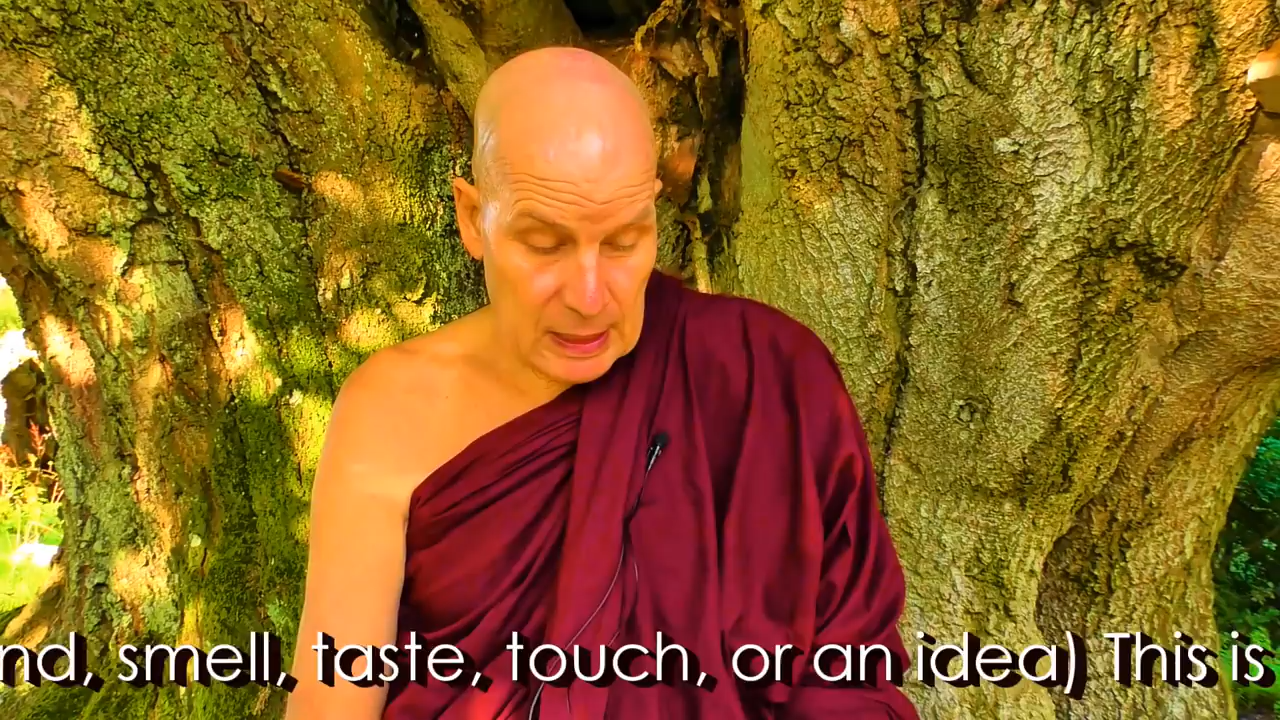 nd, smell, taste, touch, or an idea) This is